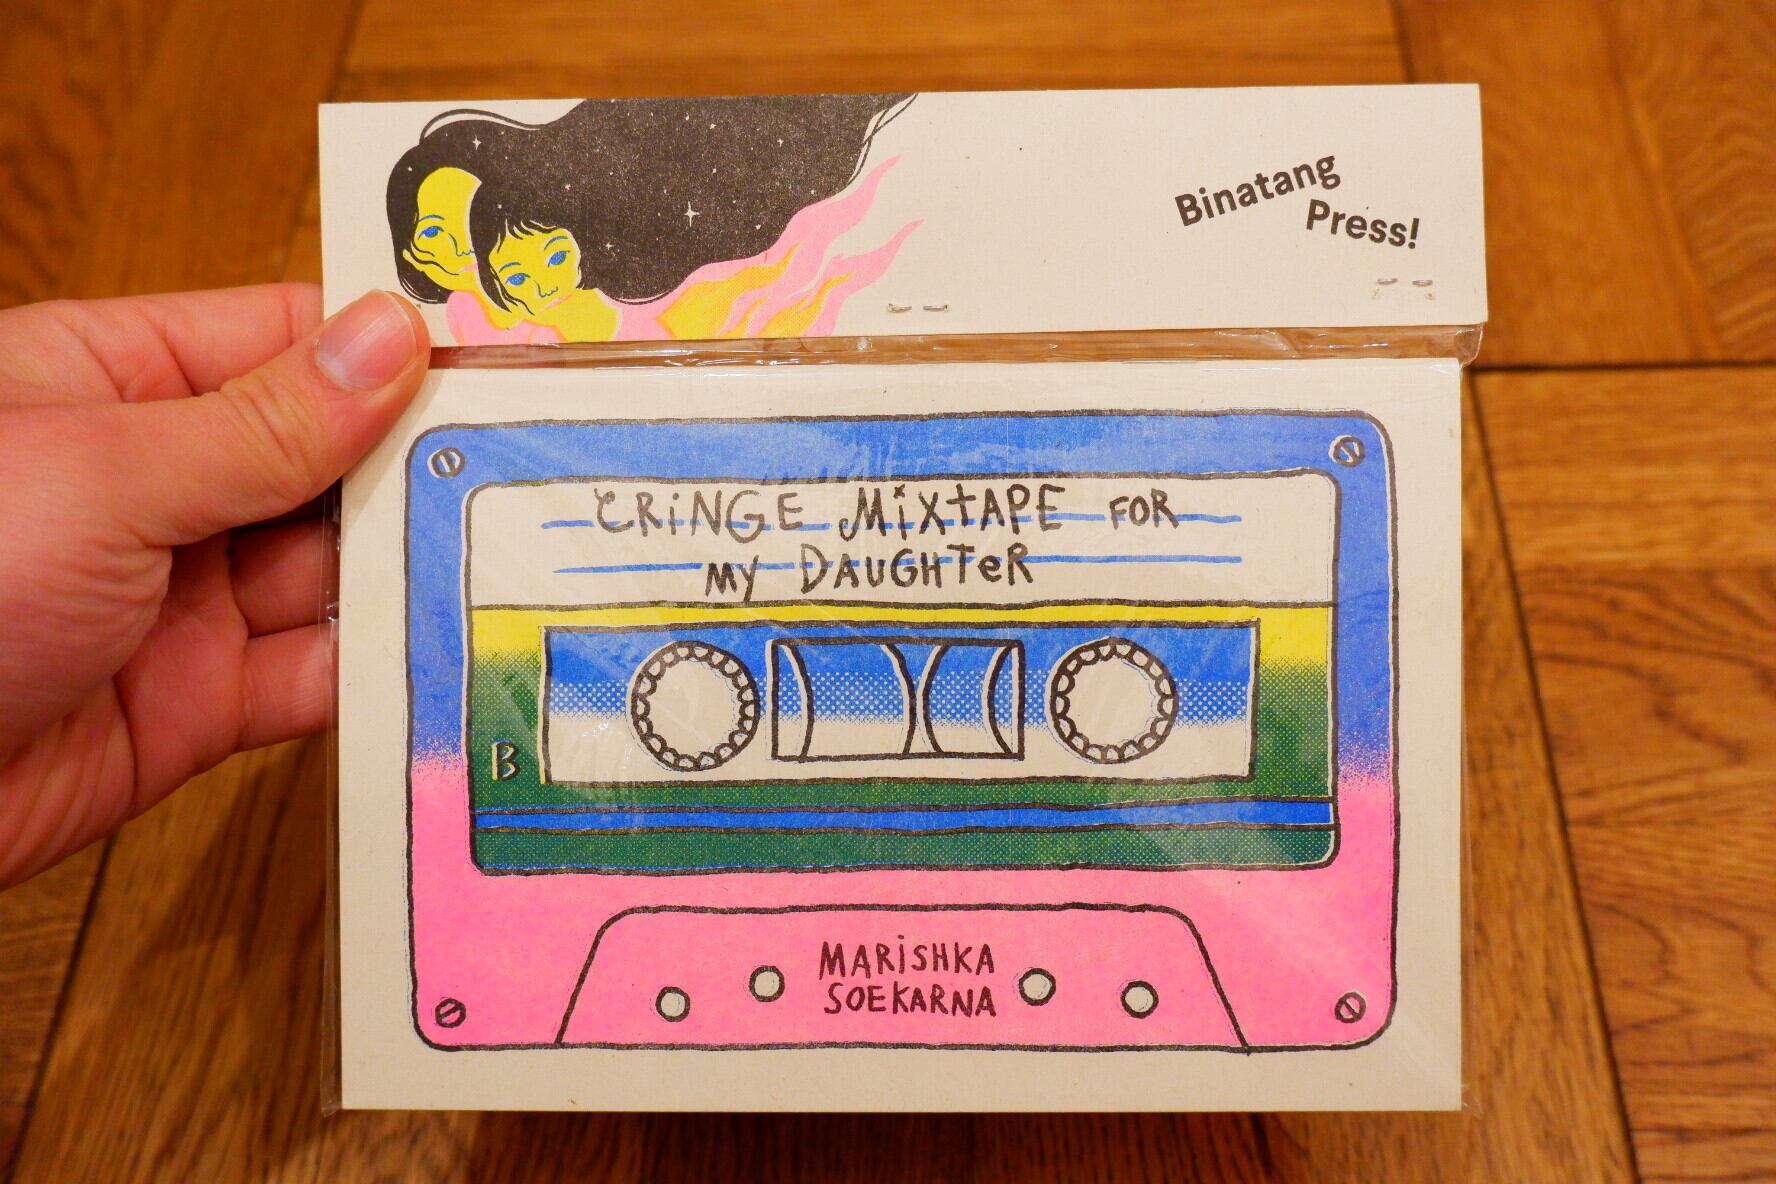 Binatang
Press!
CRiNGE MiXtAPE FOR
MY DAUGHTeR
B
MARiSHKA
SOEKARNA